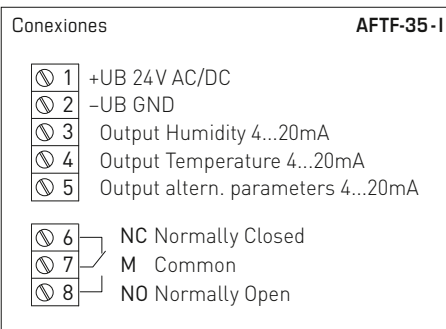 Conexiones AFTF-35-I
1 +UB 24V AC/DC
2 –UB GND
3 Output Humidity 4...20mA
4 Output Temperature 4...20mA
5 Output altern. parameters 4...20mA
6 NC Normally Closed
7 M Common
8 NO Normally Open